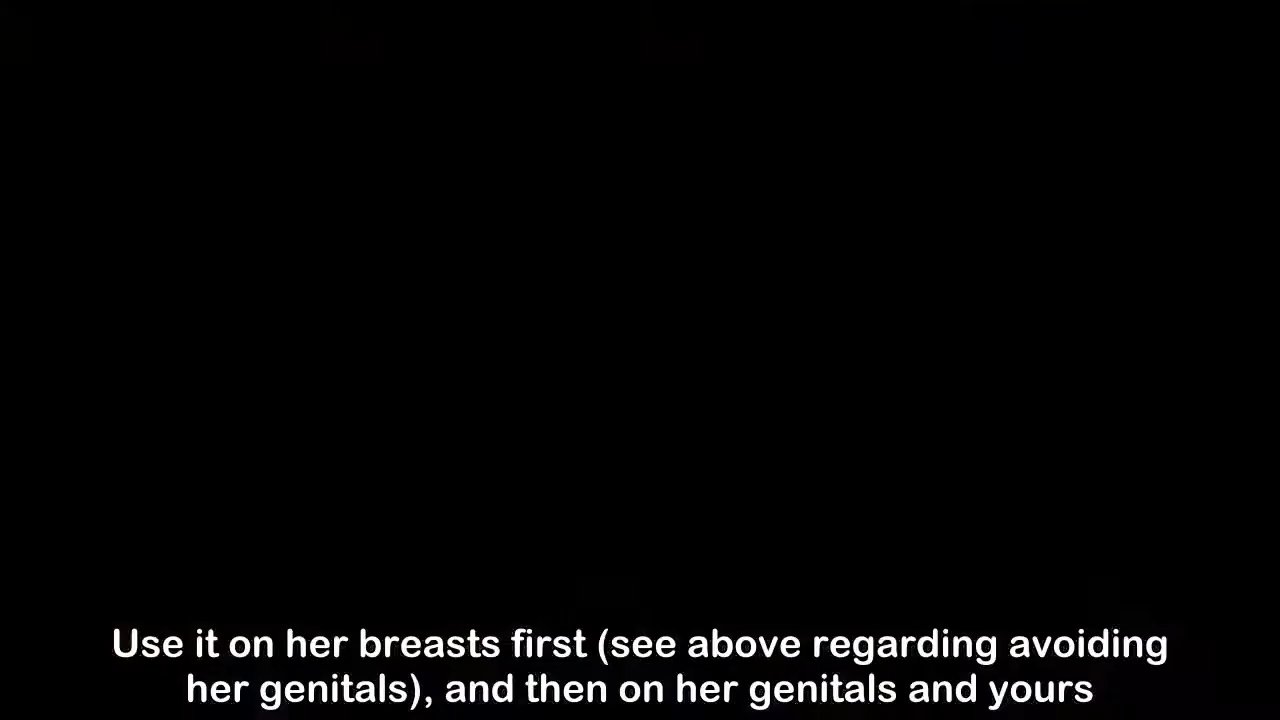 Use it on her breasts first (see above regarding avoiding
her genitals), and then on her genitals and yours